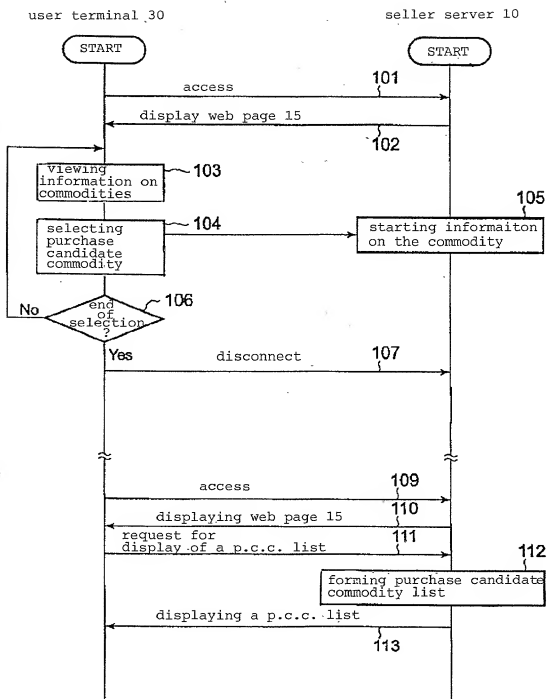 user terminal 30
seller server 10
START
START
101
access
display web page 15
102
viewing
information on
commodities
103
105
selecting
purchase
candidate
commodity
104
starting informaiton
on the commodity
106
end
of
selection
?
No
Yes
disconnect
107
access
109
displaying web page 15
110
request for
display of a p.c.c. list
111
112
forming purchase candidate
commodity list
displaying a p.c.c. list
113